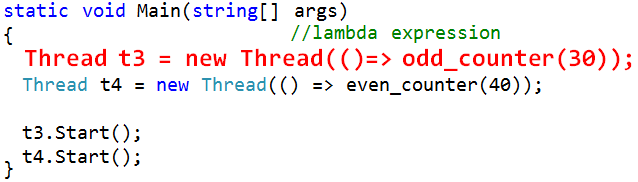 static void Main(string[] args)
{ //lambda expression
Thread t3 = new Thread(()=> odd_counter(30));
Thread t4 = new Thread(() => even_counter(40));
t3.Start();
t4.Start();
}